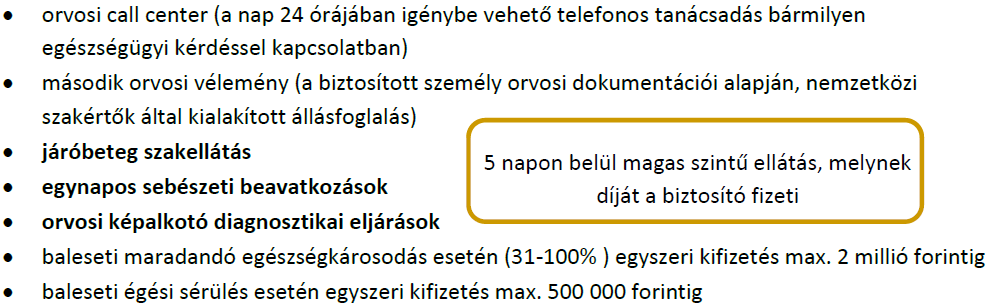 • orvosi call center (a nap 24 órájában igénybe vehető telefonos tanácsadás bármilyen
egészségügyi kérdéssel kapcsolatban)
• második orvosi vélemény (a biztosított személy orvosi dokumentációi alapján, nemzetközi
szakértők által kialakított állásfoglalás)
• járóbeteg szakellátás
• egynapos sebészeti beavatkozások
• orvosi képalkotó diagnosztikai eljárások
5 napon belül magas szintű ellátás, melynek
díját a biztosító fizeti
• baleseti maradandó egészségkárosodás esetén (31-100% ) egyszeri kifizetés max. 2 millió forintig
• baleseti égési sérülés esetén egyszeri kifizetés max. 500 000 forintig